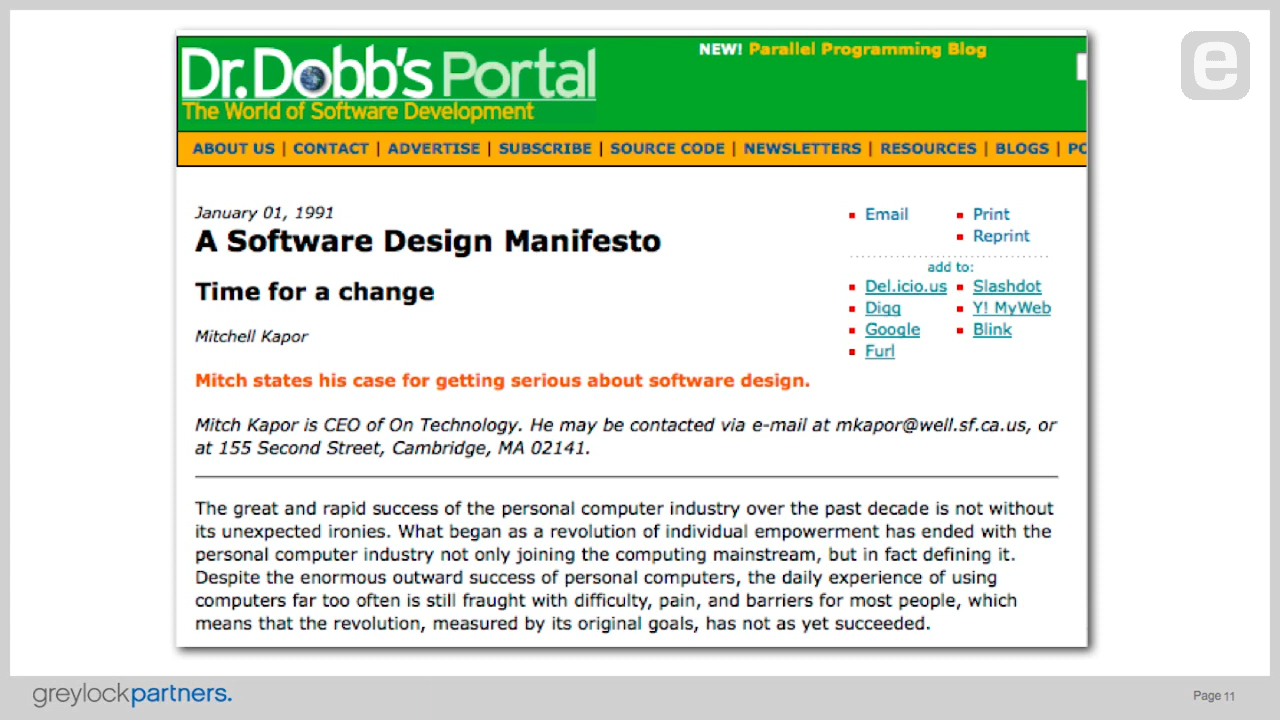 Dr.Dobb's Portal
The World of Software Development
NEW! Parallel Programming Blog
e
ABOUT US | CONTACT | ADVERTISE | SUBSCRIBE | SOURCE CODE | NEWSLETTERS | RESOURCES | BLOGS |
January 01, 1991
A Software Design Manifesto
Time for a change
Mitchell Kapor
Mitch states his case for getting serious about software design.
Email Print
Reprint
add to:
Del.icio.us Slashdot
Digg Y! MyWeb
Google Blink
Furl
Mitch Kapor is CEO of On Technology. He may be contacted via e-mail at mkapor@well.sf.ca.us, or
at 155 Second Street, Cambridge, MA 02141.
The great and rapid success of the personal computer industry over the past decade is not without
its unexpected ironies. What began as a revolution of individual empowerment has ended with the
personal computer industry not only joining the computing mainstream, but in fact defining it.
Despite the enormous outward success of personal computers, the daily experience of using
computers far too often is still fraught with difficulty, pain, and barriers for most people, which
means that the revolution, measured by its original goals, has not as yet succeeded.
greylockpartners.
Page 11